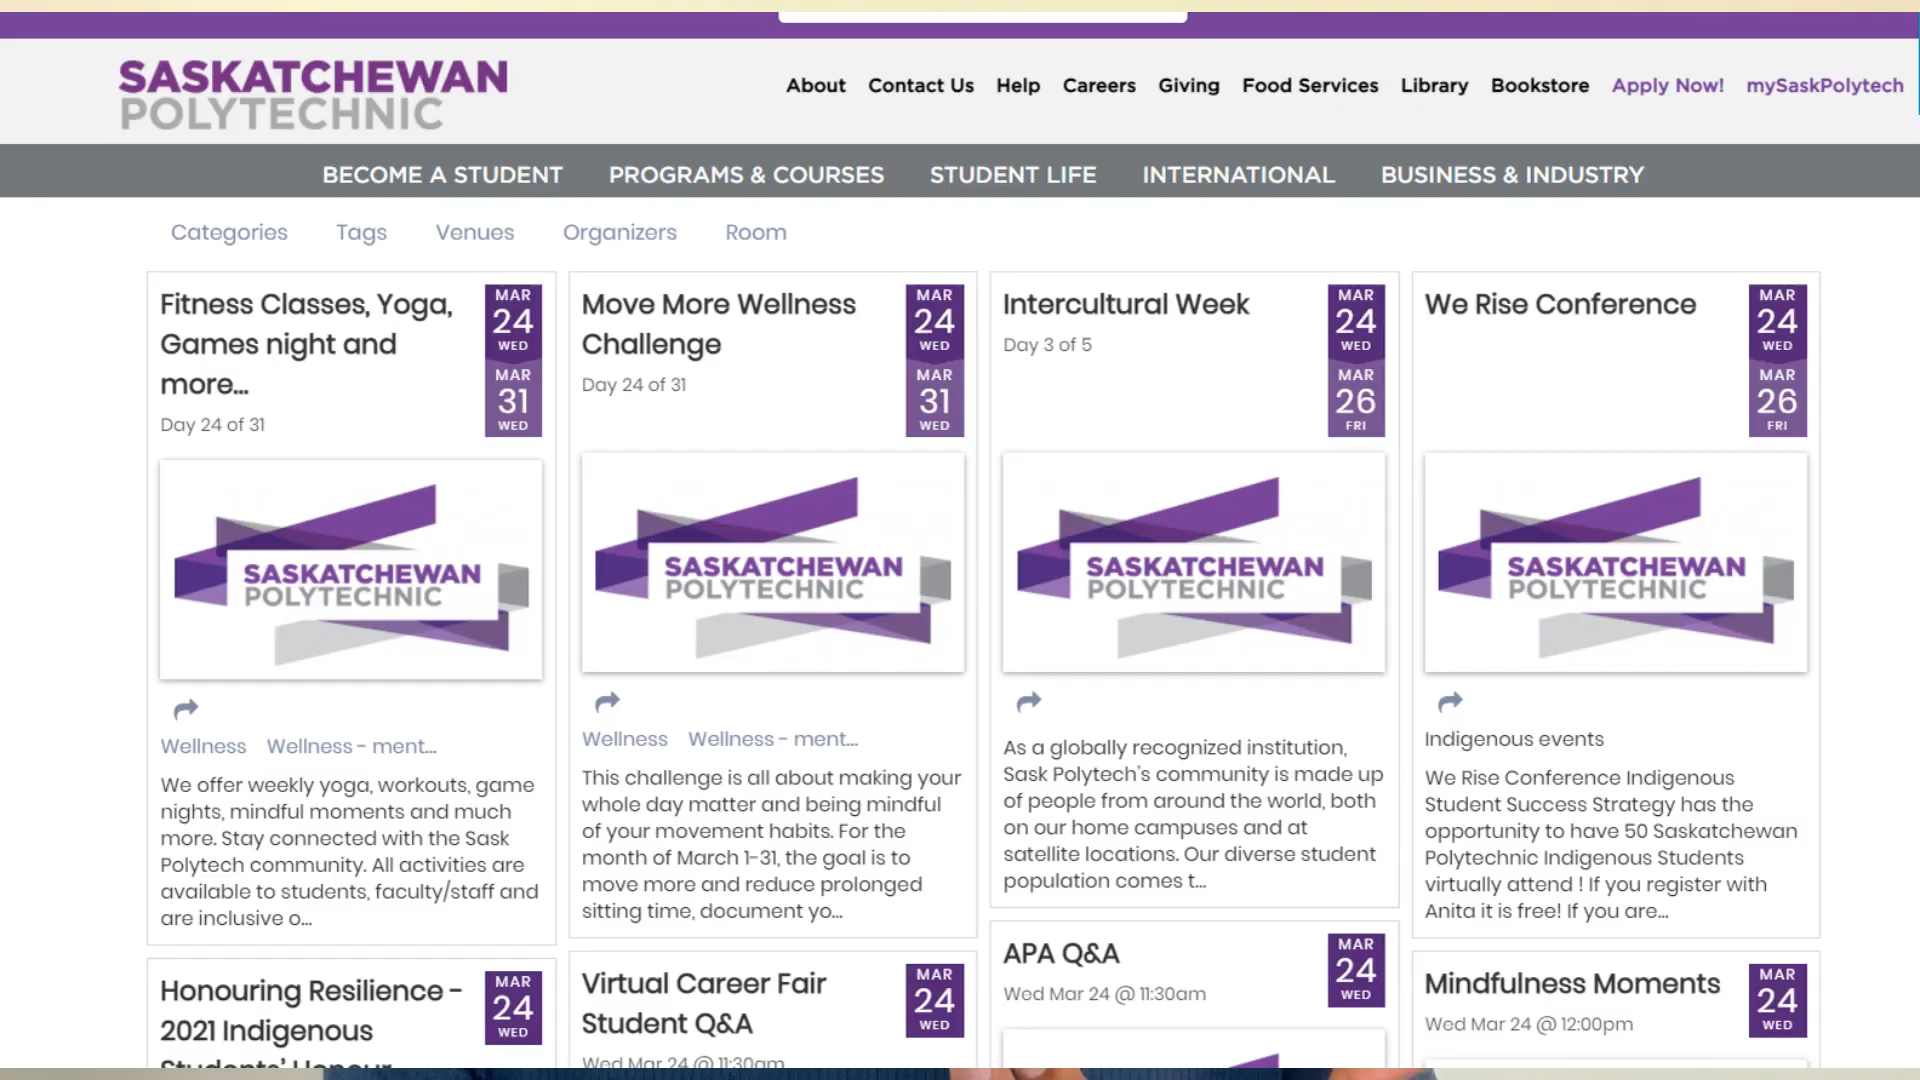 SASKATCHEWAN
POLYTECHNIC
About Contact Us Help Careers Giving Food Services Library Bookstore Apply Now! mySaskPolytech
BECOME A STUDENT PROGRAMS & COURSES STUDENT LIFE INTERNATIONAL BUSINESS & INDUSTRY
Categories Tags Venues Organizers Room
Fitness Classes, Yoga,
Games night and
more...
Day 24 of 31
MAR
24
WED
MAR
31
WED
SASKATCHEWAN
POLYTECHNIC
Wellness Wellness - ment...
We offer weekly yoga, workouts, game
nights, mindful moments and much
more. Stay connected with the Sask
Polytech community. All activities are
available to students, faculty/staff and
are inclusive o...
Move More Wellness
Challenge
Day 24 of 31
MAR
24
WED
MAR
31
WED
SASKATCHEWAN
POLYTECHNIC
Wellness Wellness - ment...
This challenge is all about making your
whole day matter and being mindful
of your movement habits. For the
month of March 1-31, the goal is to
move more and reduce prolonged
sitting time, document yo...
Intercultural Week
Day 3 of 5
MAR
24
WED
MAR
26
FRI
SASKATCHEWAN
POLYTECHNIC
As a globally recognized institution,
Sask Polytech's community is made up
of people from around the world, both
on our home campuses and at
satellite locations. Our diverse student
population comes t...
We Rise Conference
MAR
24
WED
MAR
26
FRI
SASKATCHEWAN
POLYTECHNIC
Indigenous events
We Rise Conference Indigenous
Student Success Strategy has the
opportunity to have 50 Saskatchewan
Polytechnic Indigenous Students
virtually attend ! If you register with
Anita it is free! If you are...
Honouring Resilience -
2021 Indigenous
Students' Honour
MAR
24
WED
Virtual Career Fair
Student Q&A
Wed Mar 24 @ 11:30am
MAR
24
WED
APA Q&A
Wed Mar 24 @ 11:30am
MAR
24
WED
Mindfulness Moments
Wed Mar 24 @ 12:00pm
MAR
24
WED